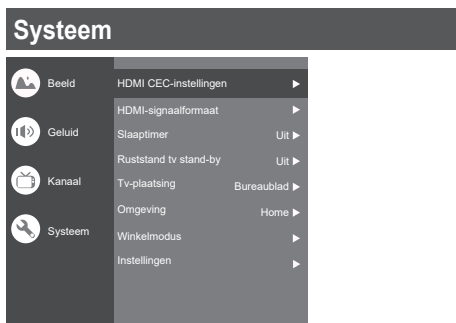 Systeem
Beeld
Geluid
Kanaal
Systeem
HDMI CEC-instellingen
HDMI-signaalformaat
Slaaptimer Uit
Ruststand tv stand-by Uit
Tv-plaatsing Bureaublad
Omgeving Home
Winkelmodus
Instellingen